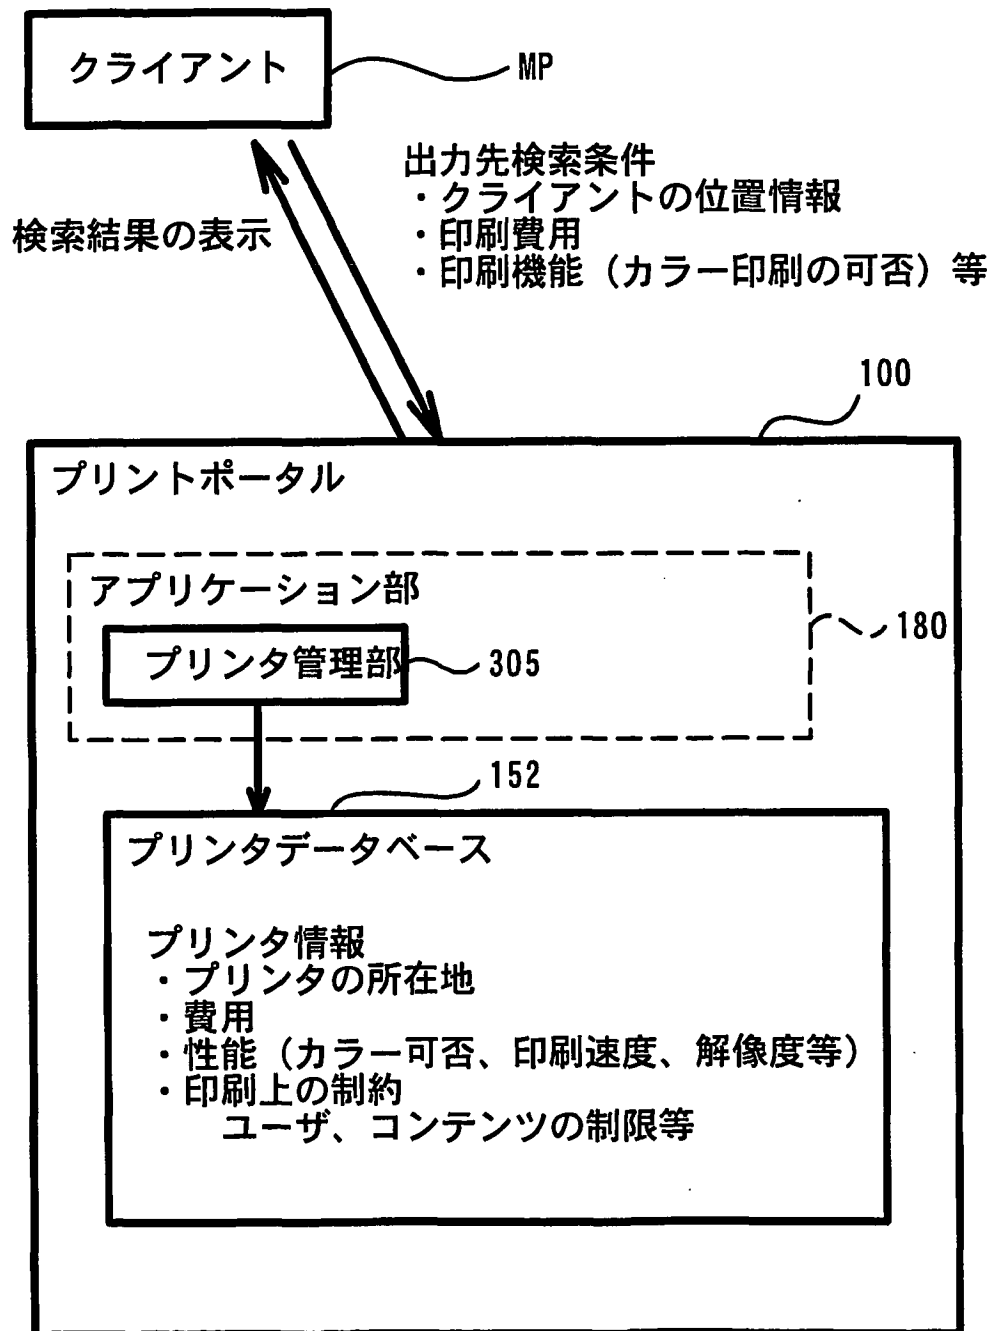 クライアント
MP
出力先検索条件
・クライアントの位置情報
・印刷費用
・印刷機能（カラー印刷の可否）等
検索結果の表示
100
プリントポータル
アプリケーション部
180
プリンタ管理部
305
152
プリンタデータベース
プリンタ情報
・プリンタの所在地
・費用
・性能（カラー可否、印刷速度、解像度等）
・印刷上の制約
ユーザ、コンテンツの制限等